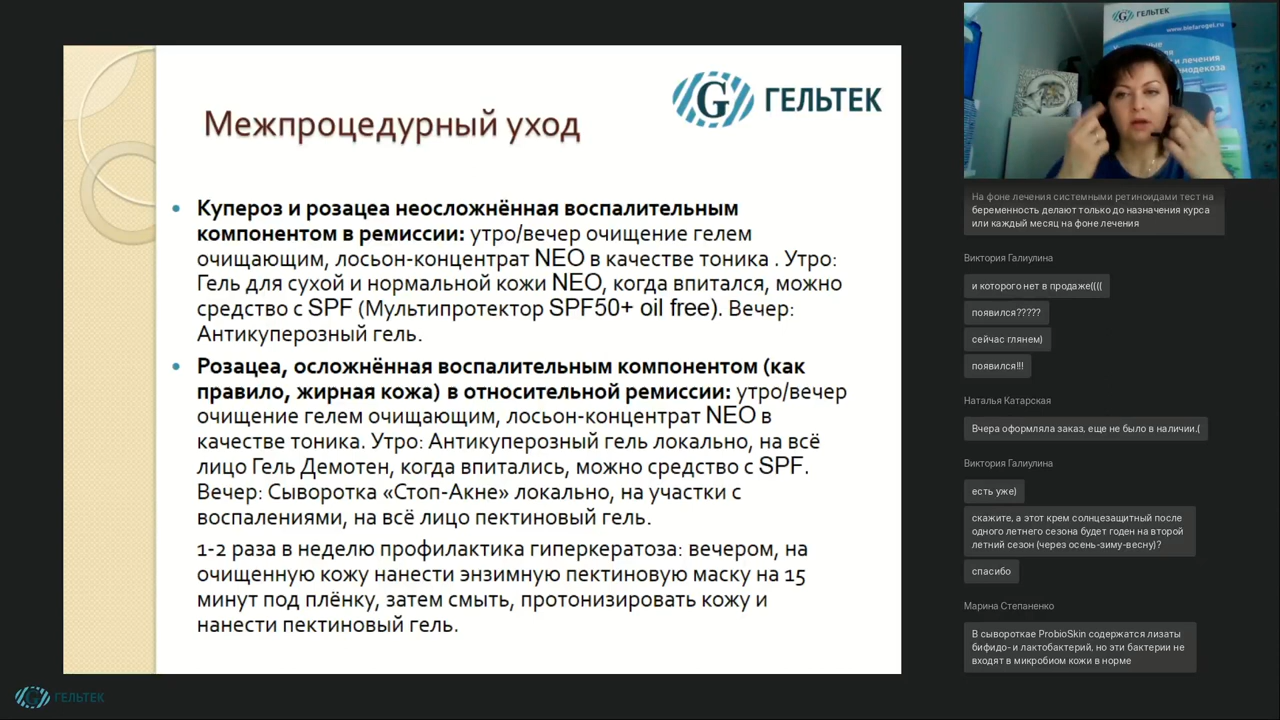 ГЕЛЬТЕК
Межпроцедурный уход
Купероз и розацеа неосложнённая воспалительным
компонентом в ремиссии: утро/вечер очищение гелем
очищающим, лосьон-концентрат NEO в качестве тоника . Утро:
Гель для сухой и нормальной кожи NEO, когда впитался, можно
средство с SPF (Мультипротектор SPF50+ oil free). Вечер:
Антикуперозный гель.
Розацеа, осложнённая воспалительным компонентом (как
правило, жирная кожа) в относительной ремиссии: утро/вечер
очищение гелем очищающим, лосьон-концентрат NEO в
качестве тоника. Утро: Антикуперозный гель локально, на всё
лицо Гель Демотен, когда впитались, можно средство с SPF.
Вечер: Сыворотка «Стоп-Акне» локально, на участки с
воспалениями, на всё лицо пектиновый гель.
1-2 раза в неделю профилактика гиперкератоза: вечером, на
очищенную кожу нанести энзимную пектиновую маску на 15
минут под плёнку, затем смыть, протонизировать кожу и
нанести пектиновый гель.
ГЕЛЬТЕК
ГЕЛЬТЕК
www.blefarogel.ru
и лечения
На фоне лечения системными ретиноидами тест на
беременность делают только до назначения курса
или каждый месяц на фоне лечения
Виктория Галиулина
и которого нет в продаже((((
появился?????
сейчас глянем)
появился!!!
Наталья Катарская
Вчера оформляла заказ, еще не было в наличии.(
Виктория Галиулина
есть уже)
скажите, а этот крем солнцезащитный после
одного летнего сезона будет годен на второй
летний сезон (через осень-зиму-весну)?
спасибо
Марина Степаненко
В сывороткае ProbioSkin содержатся лизаты
бифидо- и лактобактерий, но эти бактерии не
входят в микробиом кожи в норме